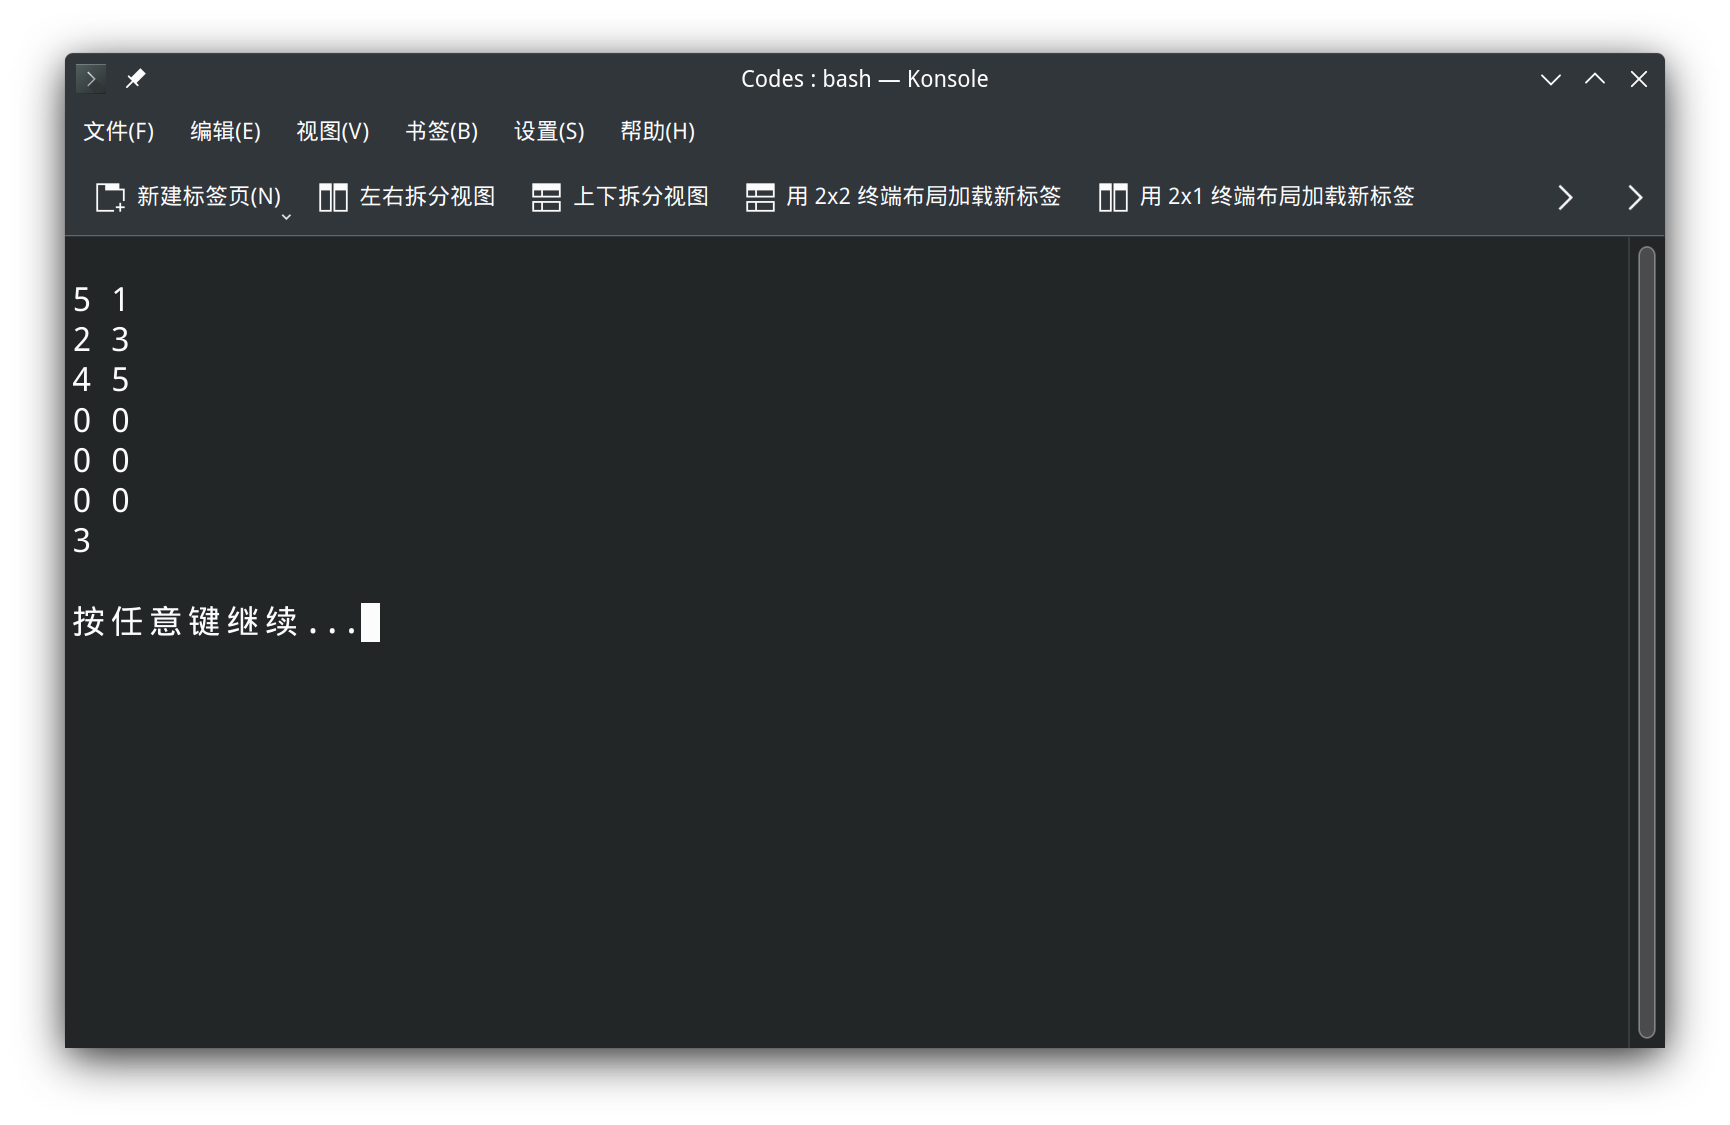 Codes : bash — Konsole
文件(F) 编辑(E) 视图(V) 书签(B) 设置(S) 帮助(H)
新建标签页(N) 左右拆分视图 上下拆分视图 用 2x2 终端布局加载新标签 用 2x1 终端布局加载新标签
5 1
2 3
4 5
0 0
0 0
0 0
3
按任意键继续...